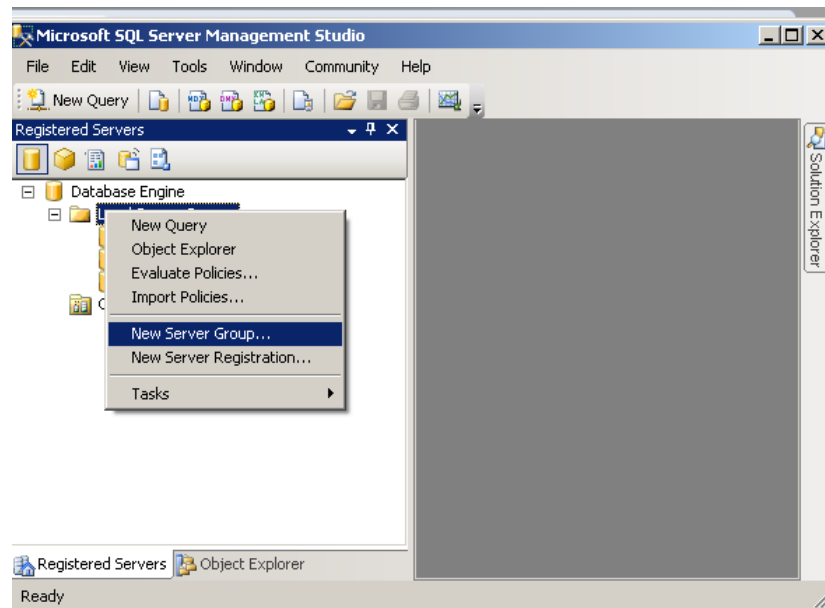 Microsoft SQL Server Management Studio
File Edit View Tools Window Community Help
New Query
Registered Servers
Solution Explorer
Database Engine
New Query
Object Explorer
Evaluate Policies...
Import Policies...
New Server Group...
New Server Registration...
Tasks
Registered Servers Object Explorer
Ready